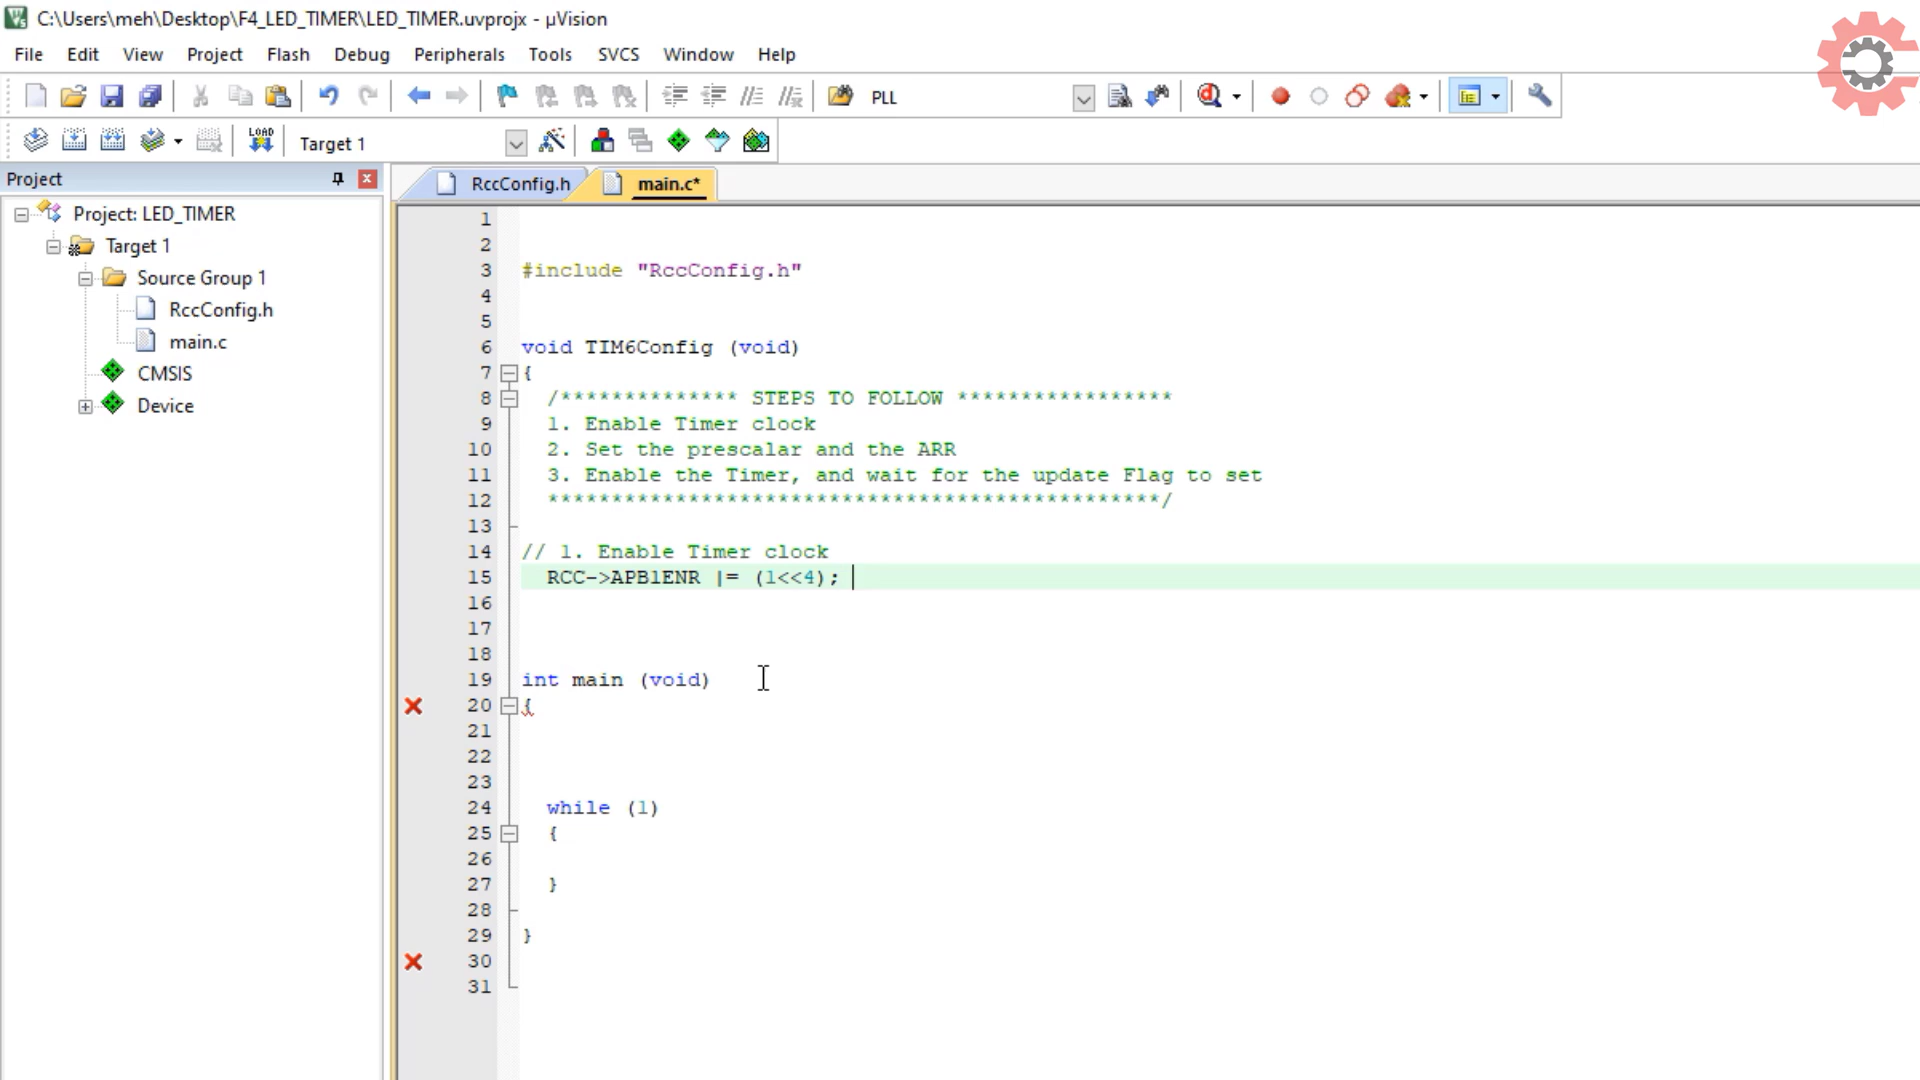 C:\Users\meh\Desktop\F4_LED_TIMER\LED_TIMER.uvprojx - µVision
File Edit View Project Flash Debug Peripherals Tools SVCS Window Help
PLL
LOAD
Target 1
Project
RccConfig.h
main.c*
Project: LED_TIMER
Target 1
Source Group 1
RccConfig.h
main.c
CMSIS
Device
1
2
3 #include "RccConfig.h"
4
5
6 void TIM6Config (void)
7 {
8 /************** STEPS TO FOLLOW *****************
9 1. Enable Timer clock
10 2. Set the prescalar and the ARR
11 3. Enable the Timer, and wait for the update Flag to set
12 ************************************************/
13
14 // 1. Enable Timer clock
15 RCC->APB1ENR |= (1<<4);
16
17
18
19 int main (void)
20 {
21
22
23
24 while (1)
25 {
26
27 }
28
29 }
30
31